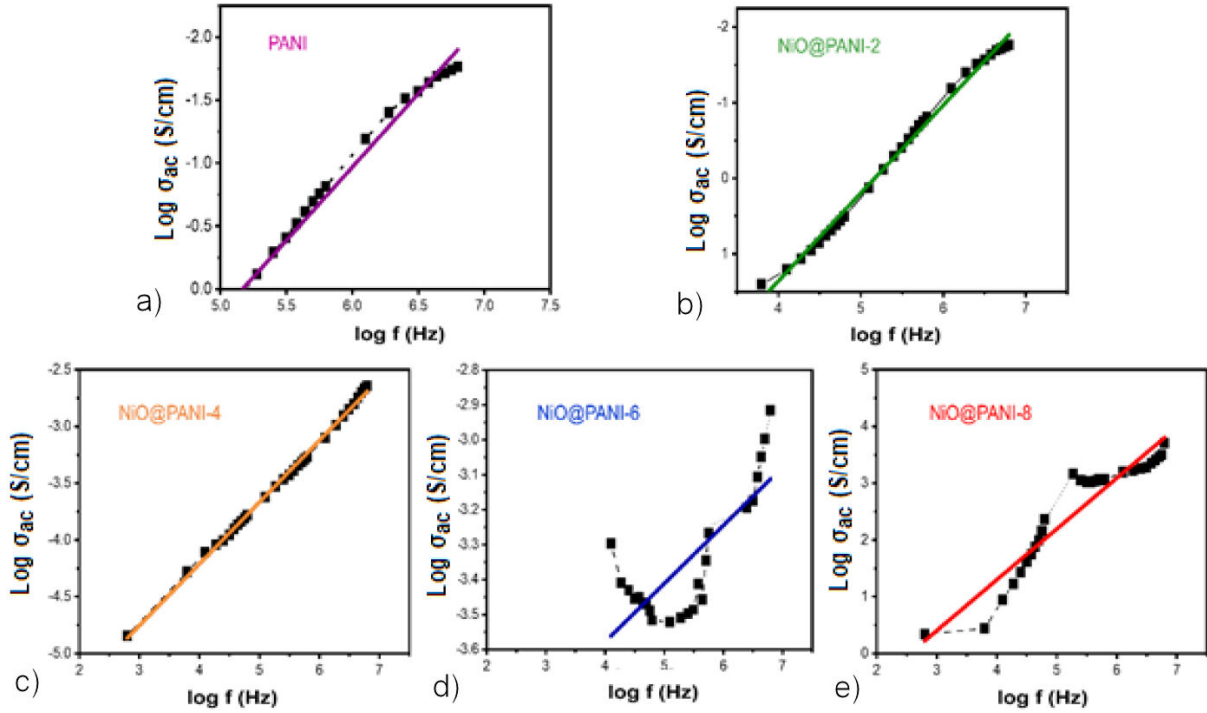 PANI
Log σac (S/cm)
-2.0
-1.5
-1.0
-0.5
0.0
5.0 5.5 6.0 6.5 7.0 7.5
log f (Hz)
a)
NiO@PANI-2
Log σac (S/cm)
-2
-1
0
1
4 5 6 7
log f (Hz)
b)
NiO@PANI-4
Log σac (S/cm)
-2.5
-3.0
-3.5
-4.0
-4.5
-5.0
2 3 4 5 6 7
log f (Hz)
c)
NiO@PANI-6
Log σac (S/cm)
-2.8
-2.9
-3.0
-3.1
-3.2
-3.3
-3.4
-3.5
-3.6
2 3 4 5 6 7
log f (Hz)
d)
NiO@PANI-8
Log σac (S/cm)
5
4
3
2
1
0
2 3 4 5 6 7
log f (Hz)
e)